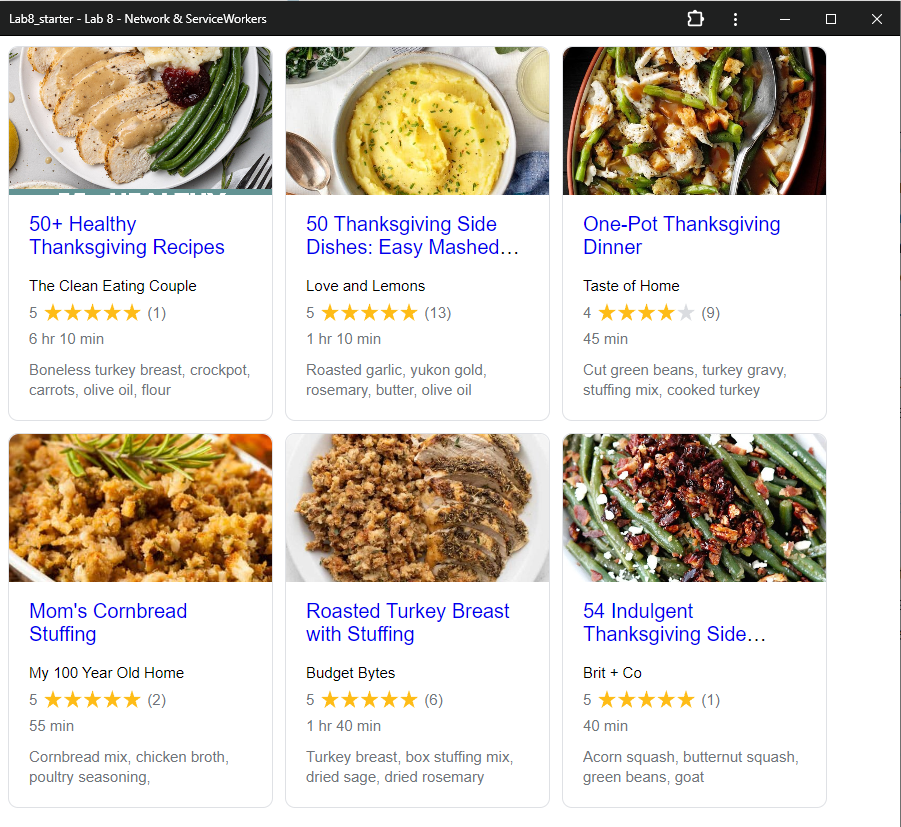 Lab8_starter - Lab 8 - Network & ServiceWorkers
50+ Healthy
Thanksgiving Recipes
The Clean Eating Couple
5 (1)
6 hr 10 min
Boneless turkey breast, crockpot,
carrots, olive oil, flour
50 Thanksgiving Side
Dishes: Easy Mashed…
Love and Lemons
5 (13)
1 hr 10 min
Roasted garlic, yukon gold,
rosemary, butter, olive oil
One-Pot Thanksgiving
Dinner
Taste of Home
4 (9)
45 min
Cut green beans, turkey gravy,
stuffing mix, cooked turkey
Mom's Cornbread
Stuffing
My 100 Year Old Home
5 (2)
55 min
Cornbread mix, chicken broth,
poultry seasoning,
Roasted Turkey Breast
with Stuffing
Budget Bytes
5 (6)
1 hr 40 min
Turkey breast, box stuffing mix,
dried sage, dried rosemary
54 Indulgent
Thanksgiving Side…
Brit + Co
5 (1)
40 min
Acorn squash, butternut squash,
green beans, goat